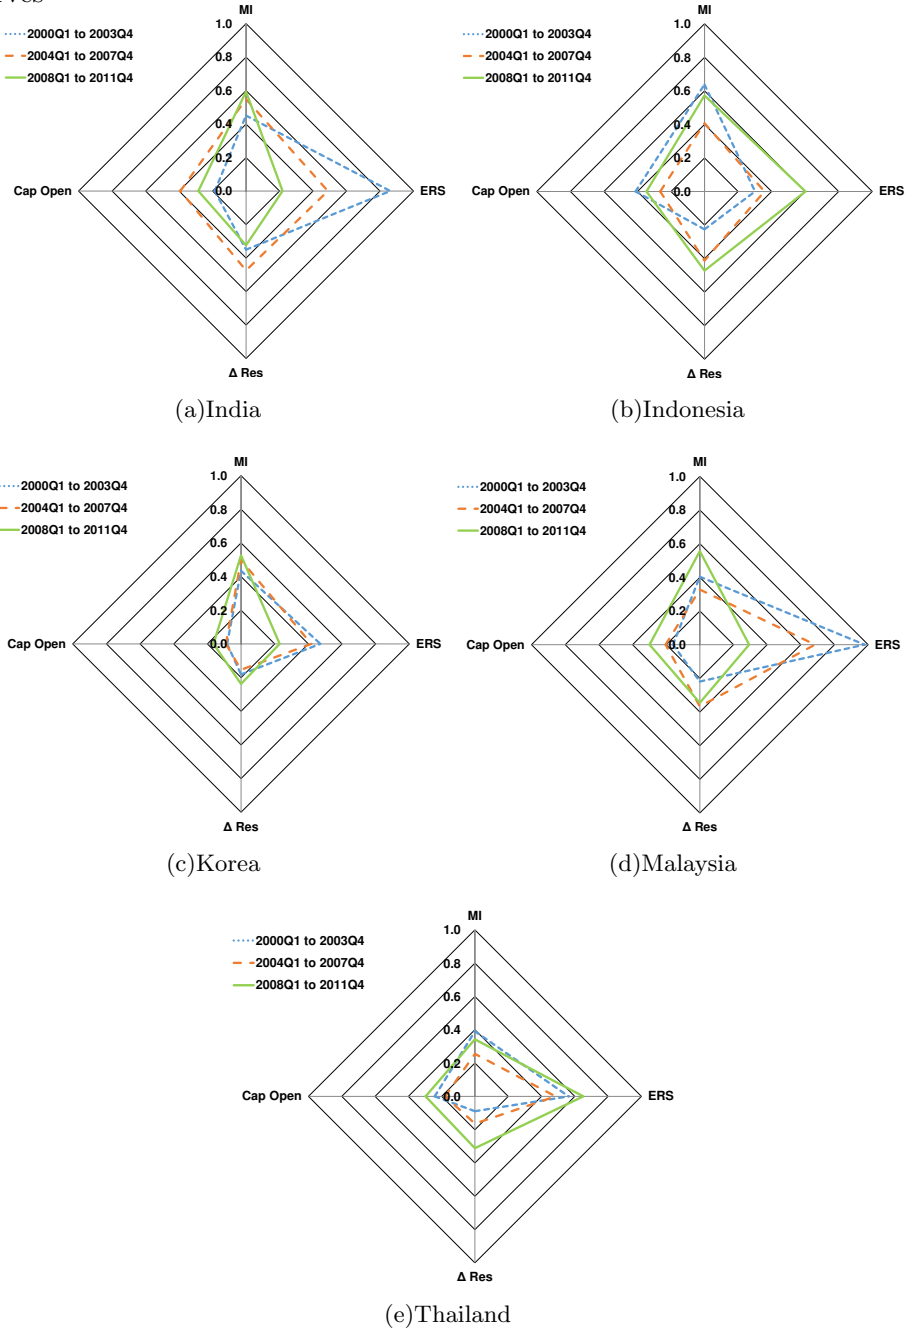 MI
1.0
2000Q1 to 2003Q4
2004Q1 to 2007Q4
0.8
2008Q1 to 2011Q4
0.6
0.4
0.2
Cap Open
0.0
ERS
Δ Res
(a)India
MI
1.0
2000Q1 to 2003Q4
2004Q1 to 2007Q4
0.8
2008Q1 to 2011Q4
0.6
0.4
0.2
Cap Open
0.0
ERS
Δ Res
(b)Indonesia
MI
1.0
2000Q1 to 2003Q4
2004Q1 to 2007Q4
0.8
2008Q1 to 2011Q4
0.6
0.4
0.2
Cap Open
0.0
ERS
Δ Res
(c)Korea
MI
1.0
2000Q1 to 2003Q4
2004Q1 to 2007Q4
0.8
2008Q1 to 2011Q4
0.6
0.4
0.2
Cap Open
0.0
ERS
Δ Res
(d)Malaysia
MI
1.0
2000Q1 to 2003Q4
2004Q1 to 2007Q4
0.8
2008Q1 to 2011Q4
0.6
0.4
0.2
Cap Open
0.0
ERS
Δ Res
(e)Thailand